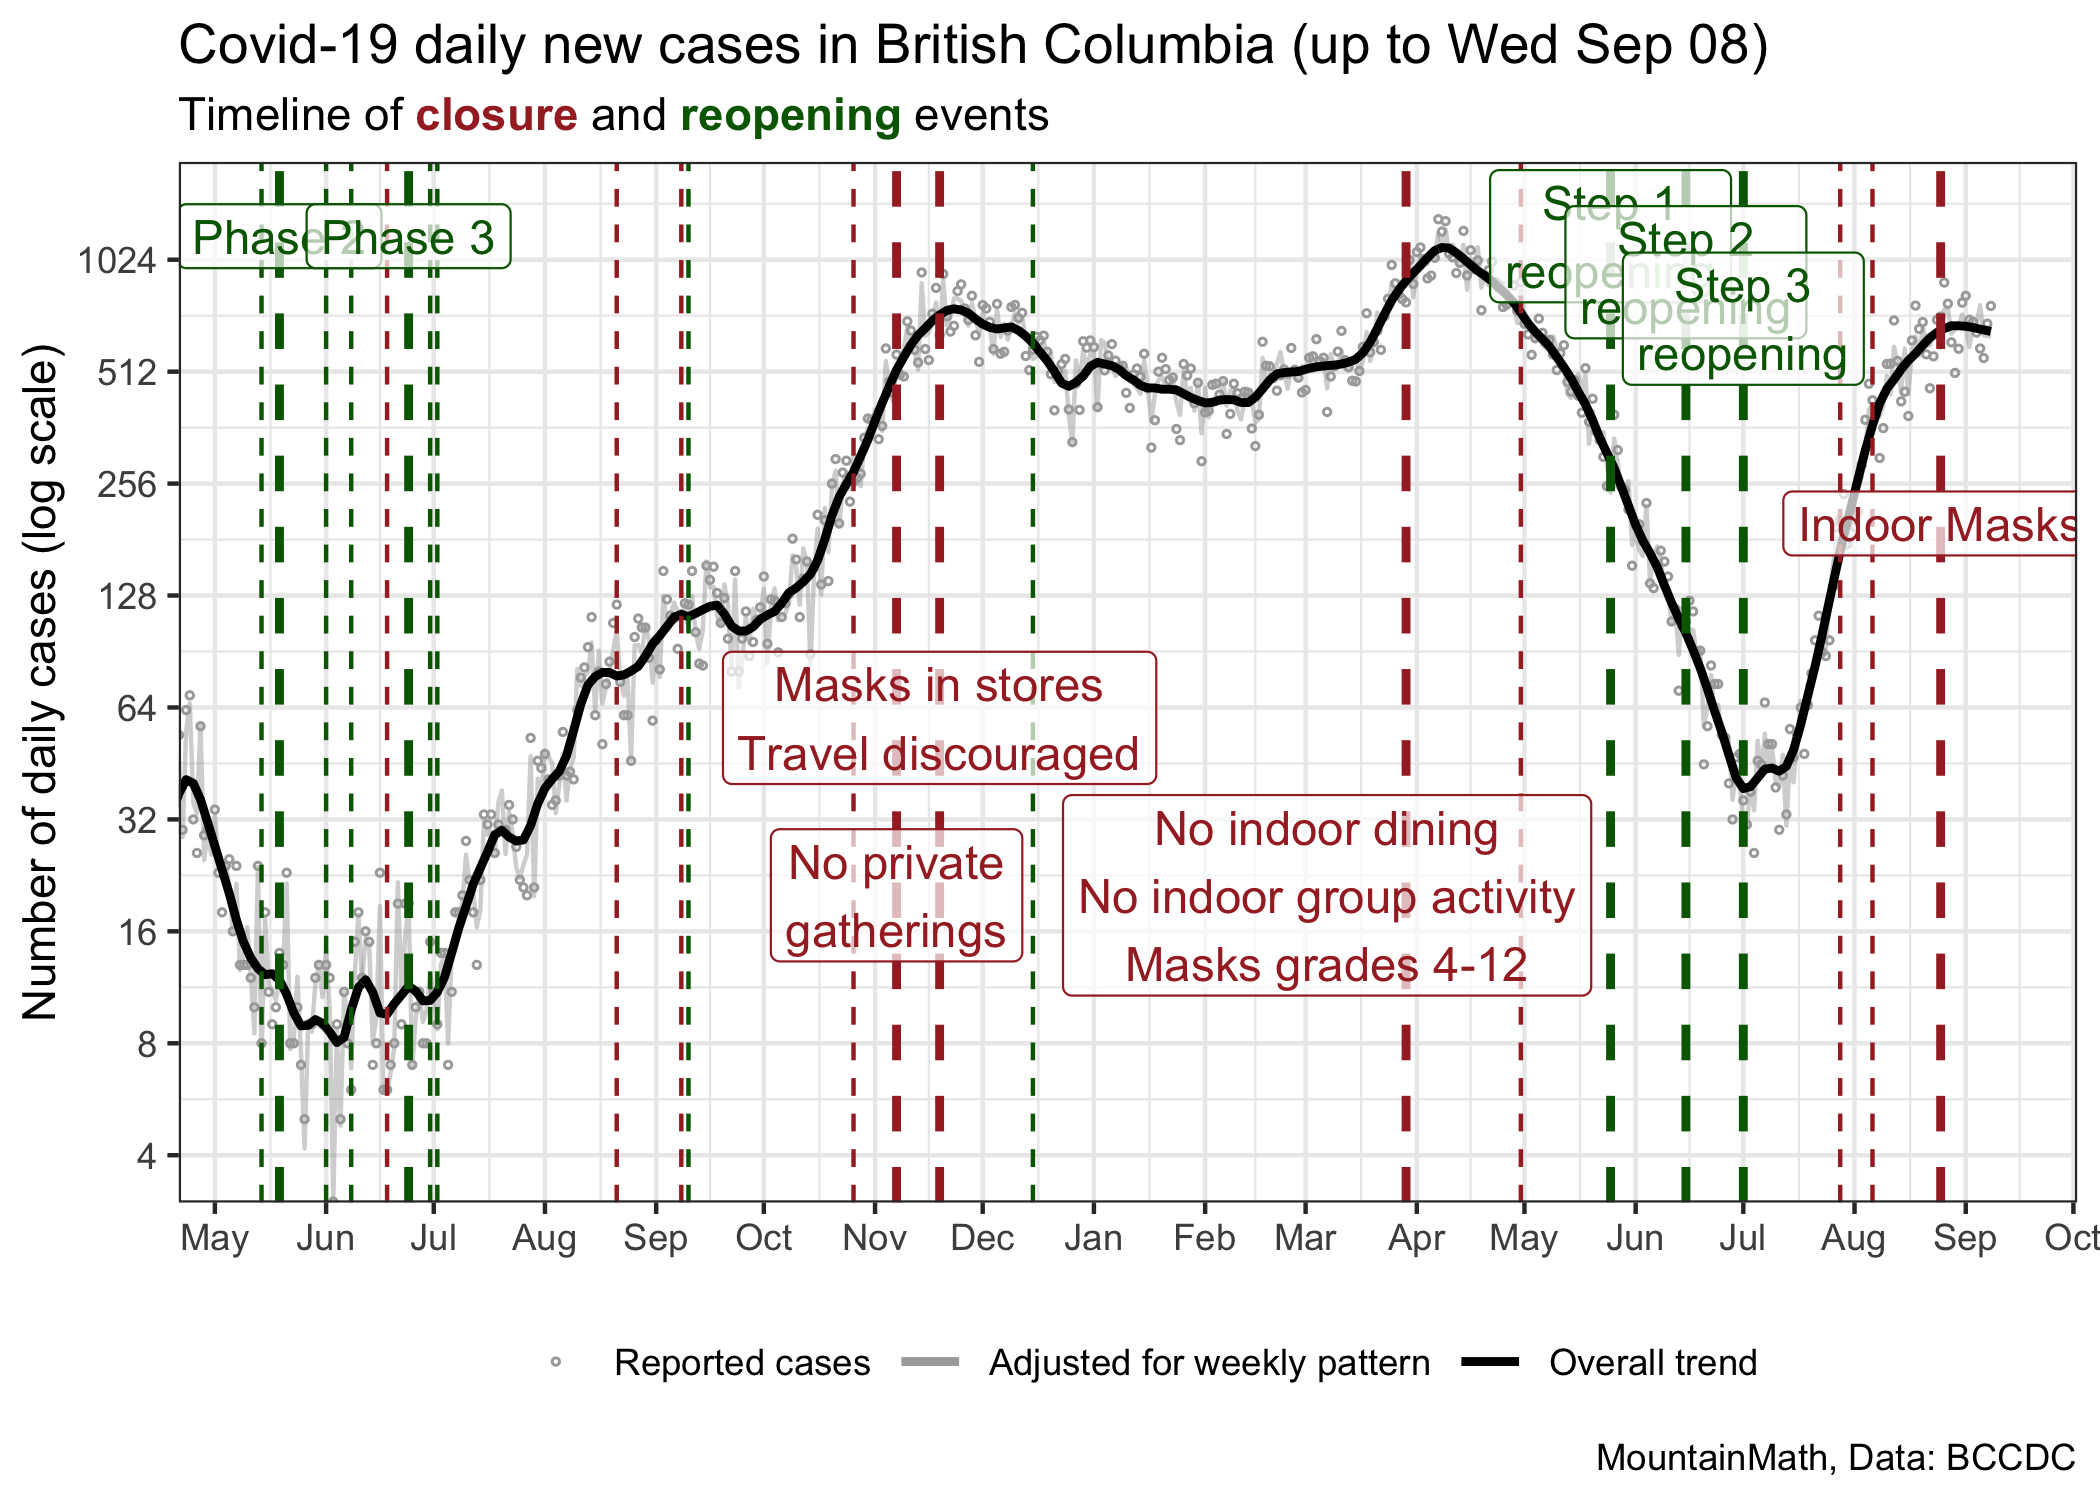 Covid-19 daily new cases in British Columbia (up to Wed Sep 08)
Timeline of closure and reopening events
Number of daily cases (log scale)
1024
512
256
128
64
32
16
8
4
Phase 2
Phase 3
Step 1
reopening
Step 2
reopening
Step 3
reopening
Indoor Masks
Masks in stores
Travel discouraged
No private
gatherings
No indoor dining
No indoor group activity
Masks grades 4-12
May Jun Jul Aug Sep Oct Nov Dec Jan Feb Mar Apr May Jun Jul Aug Sep Oct
Reported cases Adjusted for weekly pattern Overall trend
MountainMath, Data: BCCDC